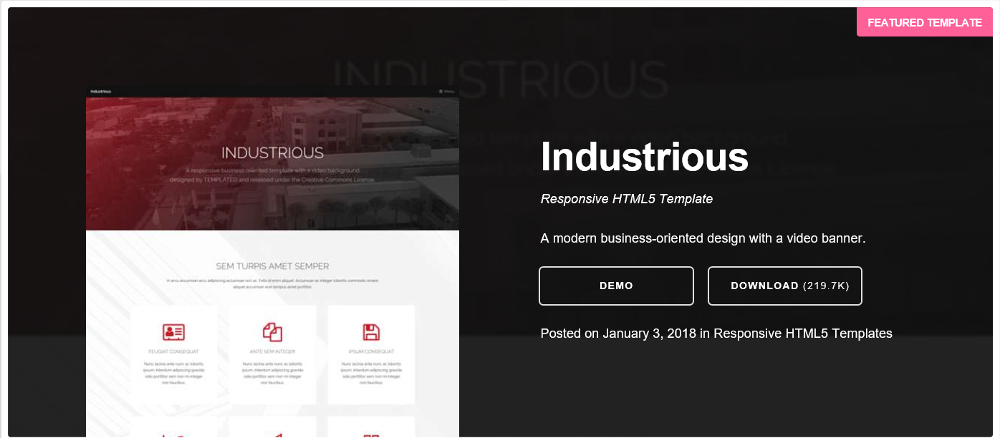 FEATURED TEMPLATE
INDUSTRIOUS
Industrious
Menu
INDUSTRIOUS
A responsive business oriented template with a video background
designed by TEMPLATED and released under the Creative Commons License
SEM TURPIS AMET SEMPER
In arcu accumsan arcu adipiscing accumsan orci ac. Felis id enim aliquet. Accumsan ac integer lobortis commodo ornare
aliquet accumsan erat tempus amet porttitor.
FEUGIAT CONSEQUAT
Nunc lacinia ante nunc ac lobortis
ipsum. Interdum adipiscing gravida
odio porttitor sem non mi integer
non faucibus.
ANTE SEM INTEGER
Nunc lacinia ante nunc ac lobortis
ipsum. Interdum adipiscing gravida
odio porttitor sem non mi integer
non faucibus.
IPSUM CONSEQUAT
Nunc lacinia ante nunc ac lobortis
ipsum. Interdum adipiscing gravida
odio porttitor sem non mi integer
non faucibus.
Industrious
Responsive HTML5 Template
A modern business-oriented design with a video banner.
DEMO
DOWNLOAD (219.7K)
Posted on January 3, 2018 in Responsive HTML5 Templates